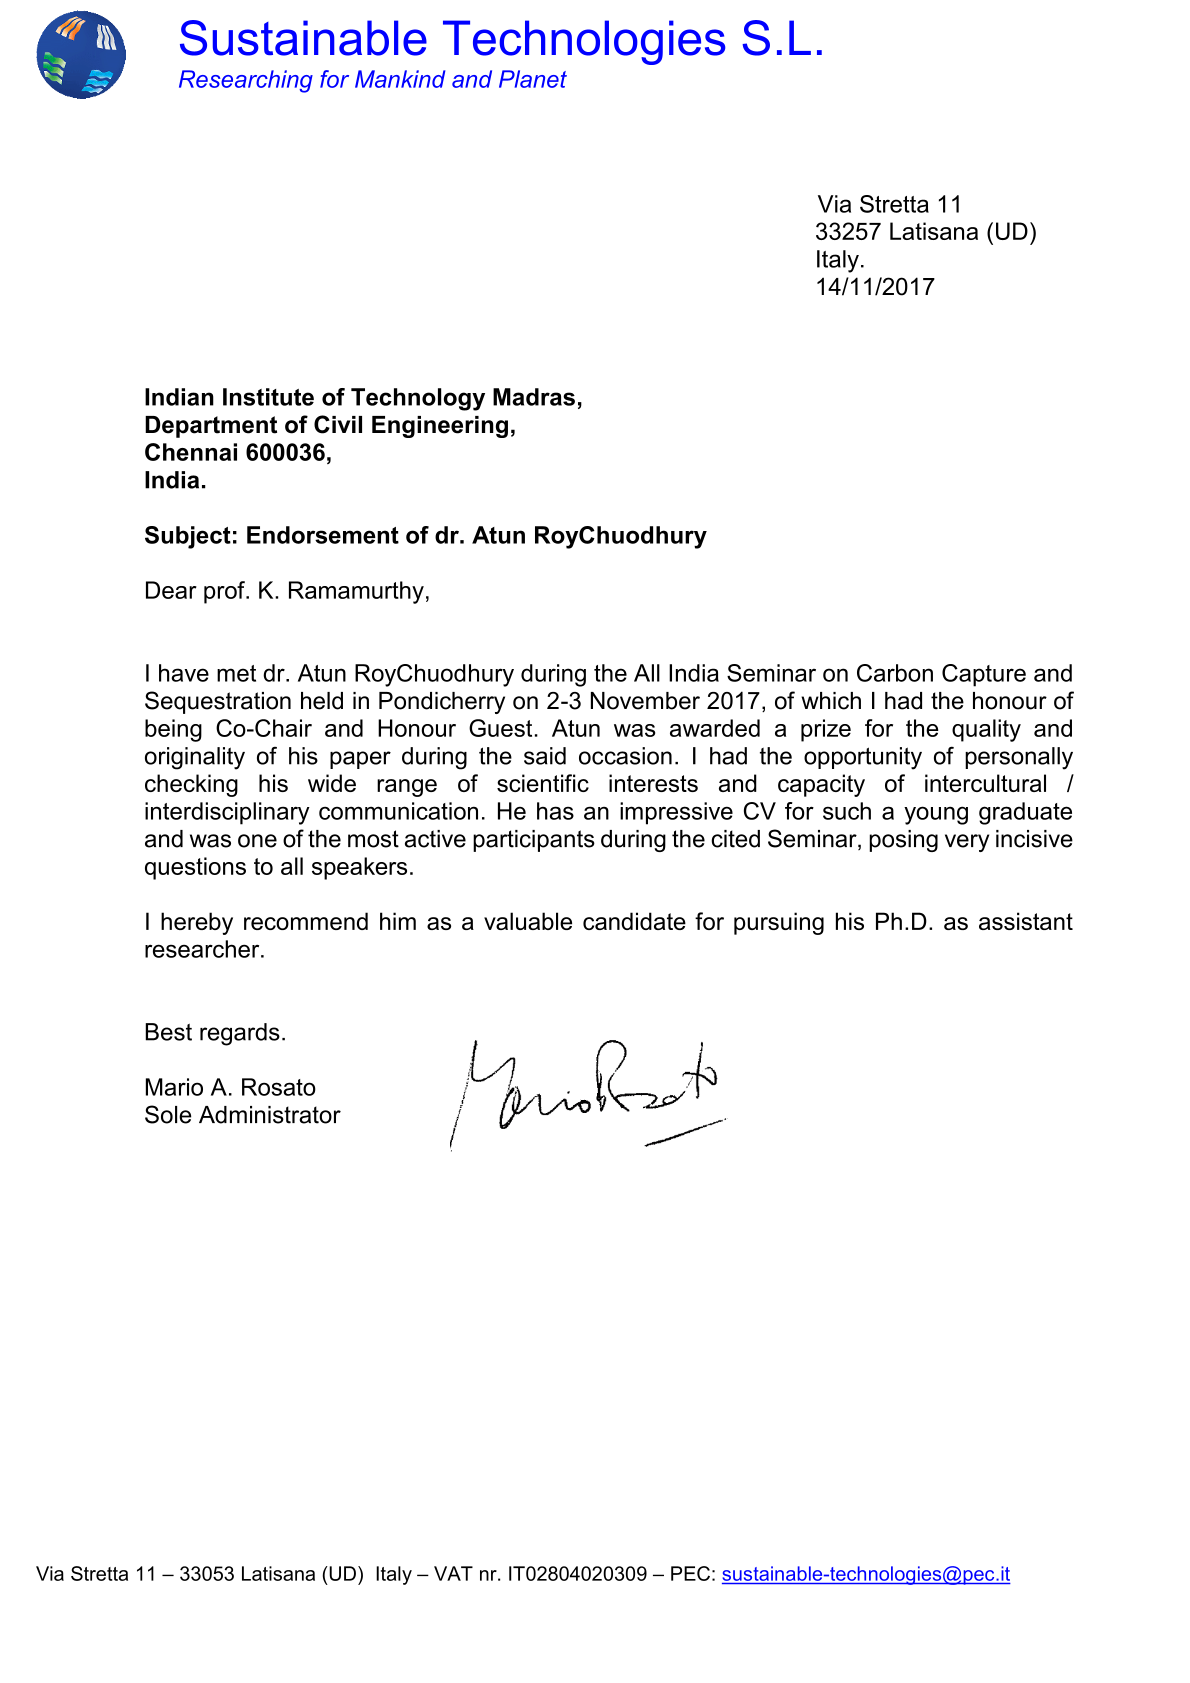 Sustainable Technologies S.L.
Researching for Mankind and Planet
Via Stretta 11
33257 Latisana (UD)
Italy.
14/11/2017
Indian Institute of Technology Madras,
Department of Civil Engineering,
Chennai 600036,
India.
Subject: Endorsement of dr. Atun RoyChuodhury
Dear prof. K. Ramamurthy,
I have met dr. Atun RoyChuodhury during the All India Seminar on Carbon Capture and
Sequestration held in Pondicherry on 2-3 November 2017, of which I had the honour of
being Co-Chair and Honour Guest. Atun was awarded a prize for the quality and
originality of his paper during the said occasion. I had the opportunity of personally
checking his wide range of scientific interests and capacity of intercultural /
interdisciplinary communication. He has an impressive CV for such a young graduate
and was one of the most active participants during the cited Seminar, posing very incisive
questions to all speakers.
I hereby recommend him as a valuable candidate for pursuing his Ph.D. as assistant
researcher.
Best regards.
Mario A. Rosato
Sole Administrator
Mario Rosato
Via Stretta 11 – 33053 Latisana (UD)  Italy – VAT nr. IT02804020309 – PEC: sustainable-technologies@pec.it